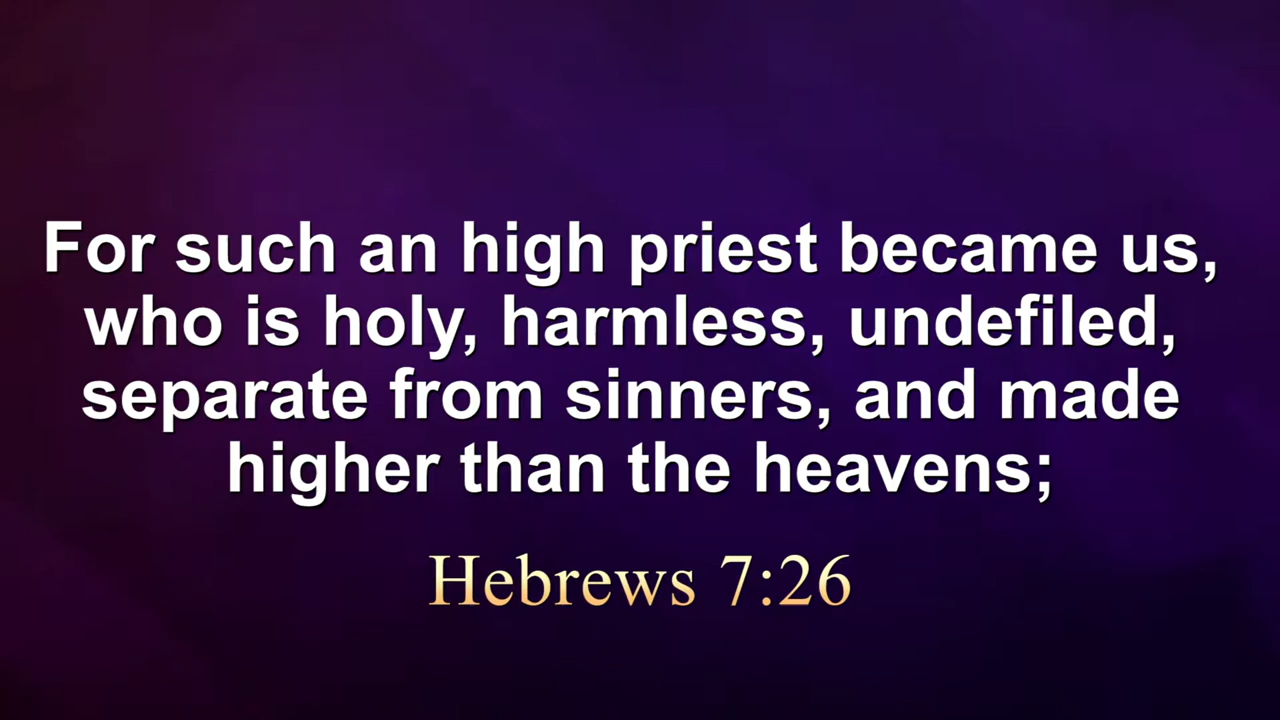 For such an high priest became us,
who is holy, harmless, undefiled,
separate from sinners, and made
higher than the heavens;
Hebrews 7:26